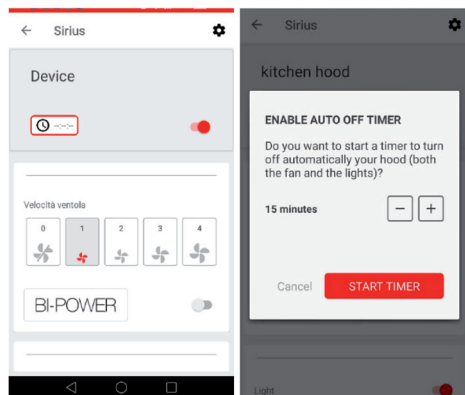 Sirius
Device
--:--
Velocità ventola
0 1 2 3 4
BI-POWER
Sirius
kitchen hood
ENABLE AUTO OFF TIMER
Do you want to start a timer to turn
off automatically your hood (both
the fan and the lights)?
15 minutes
Cancel START TIMER
Light